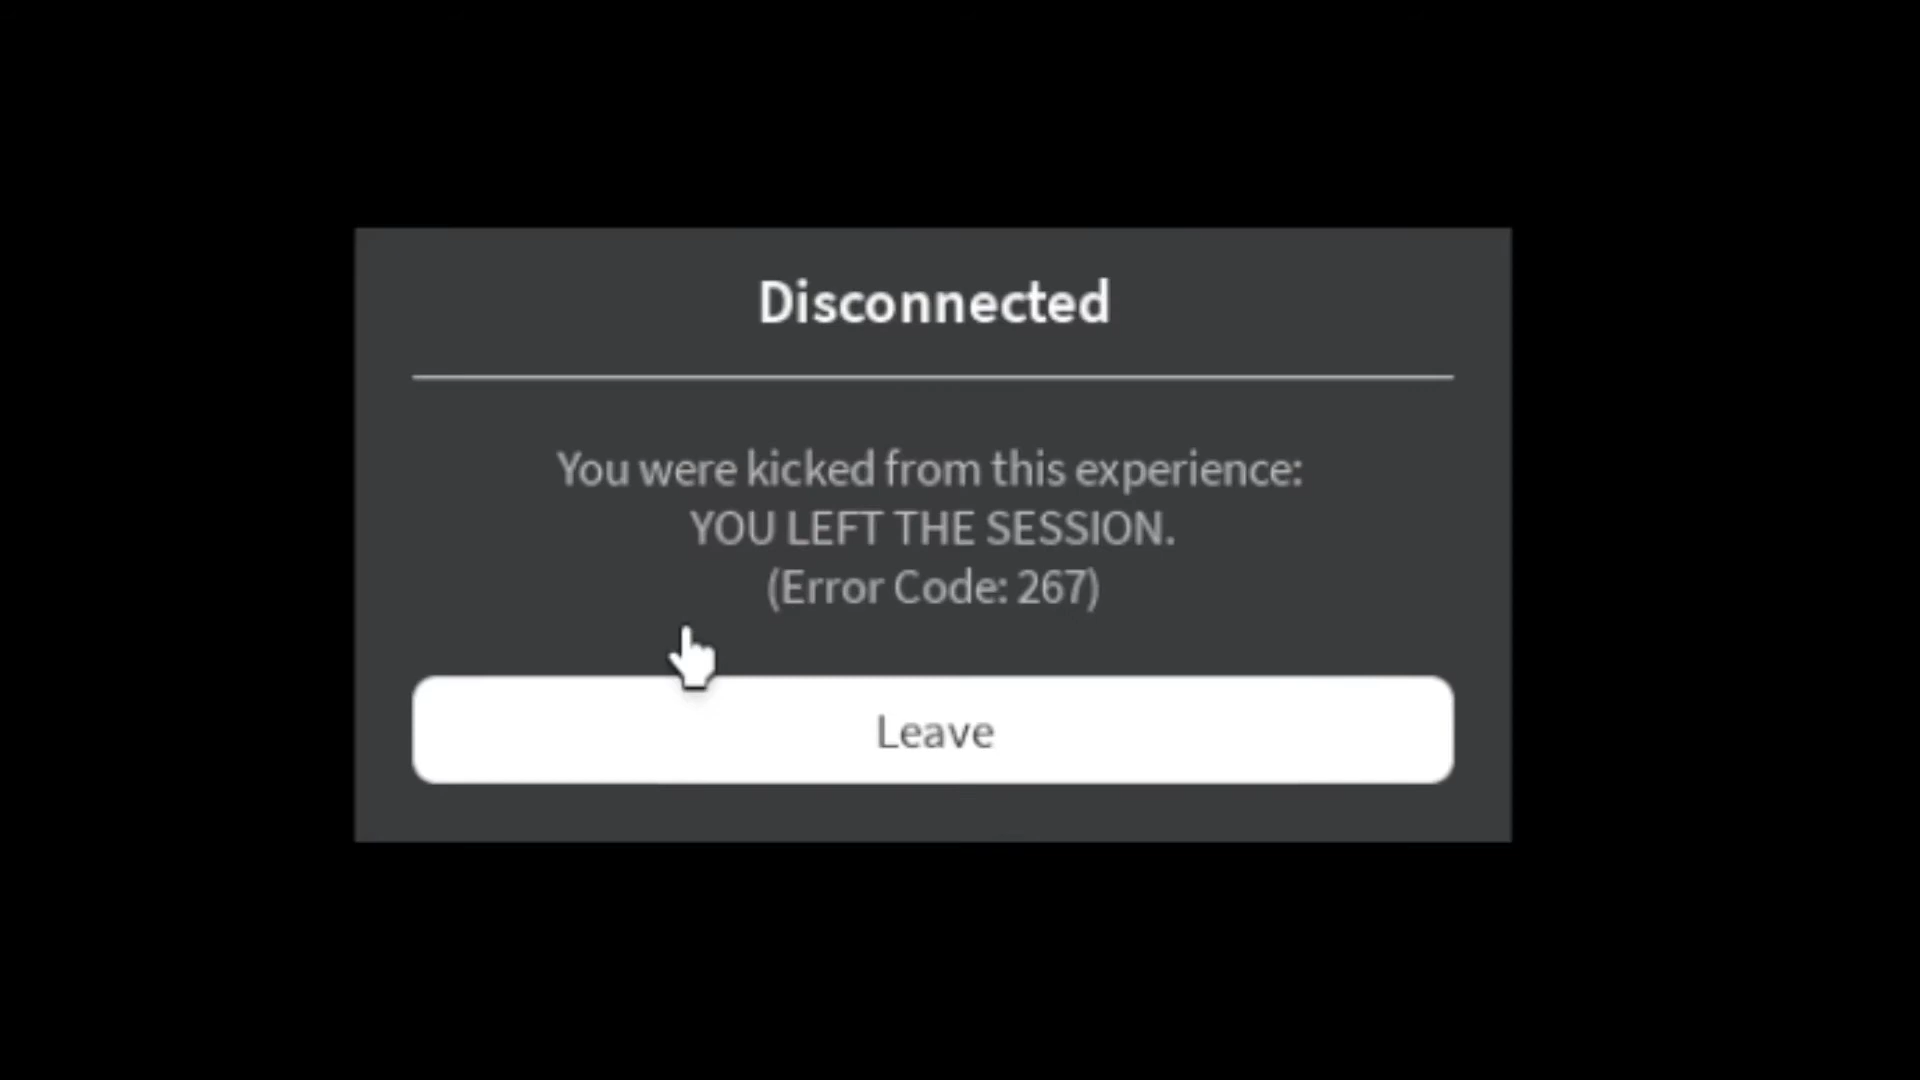 Disconnected
You were kicked from this experience:
YOU LEFT THE SESSION.
(Error Code: 267)
Leave